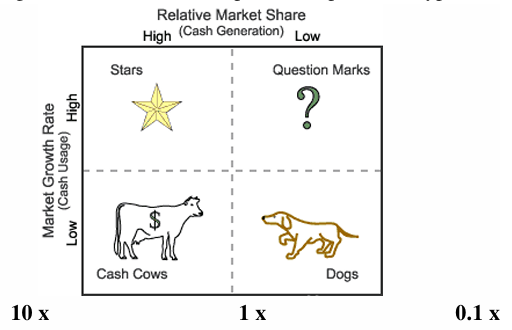 Relative Market Share
High (Cash Generation) Low
Stars
Question Marks
Market Growth Rate
(Cash Usage)
High
Low
$
Cash Cows
Dogs
10 x 1 x 0.1 x